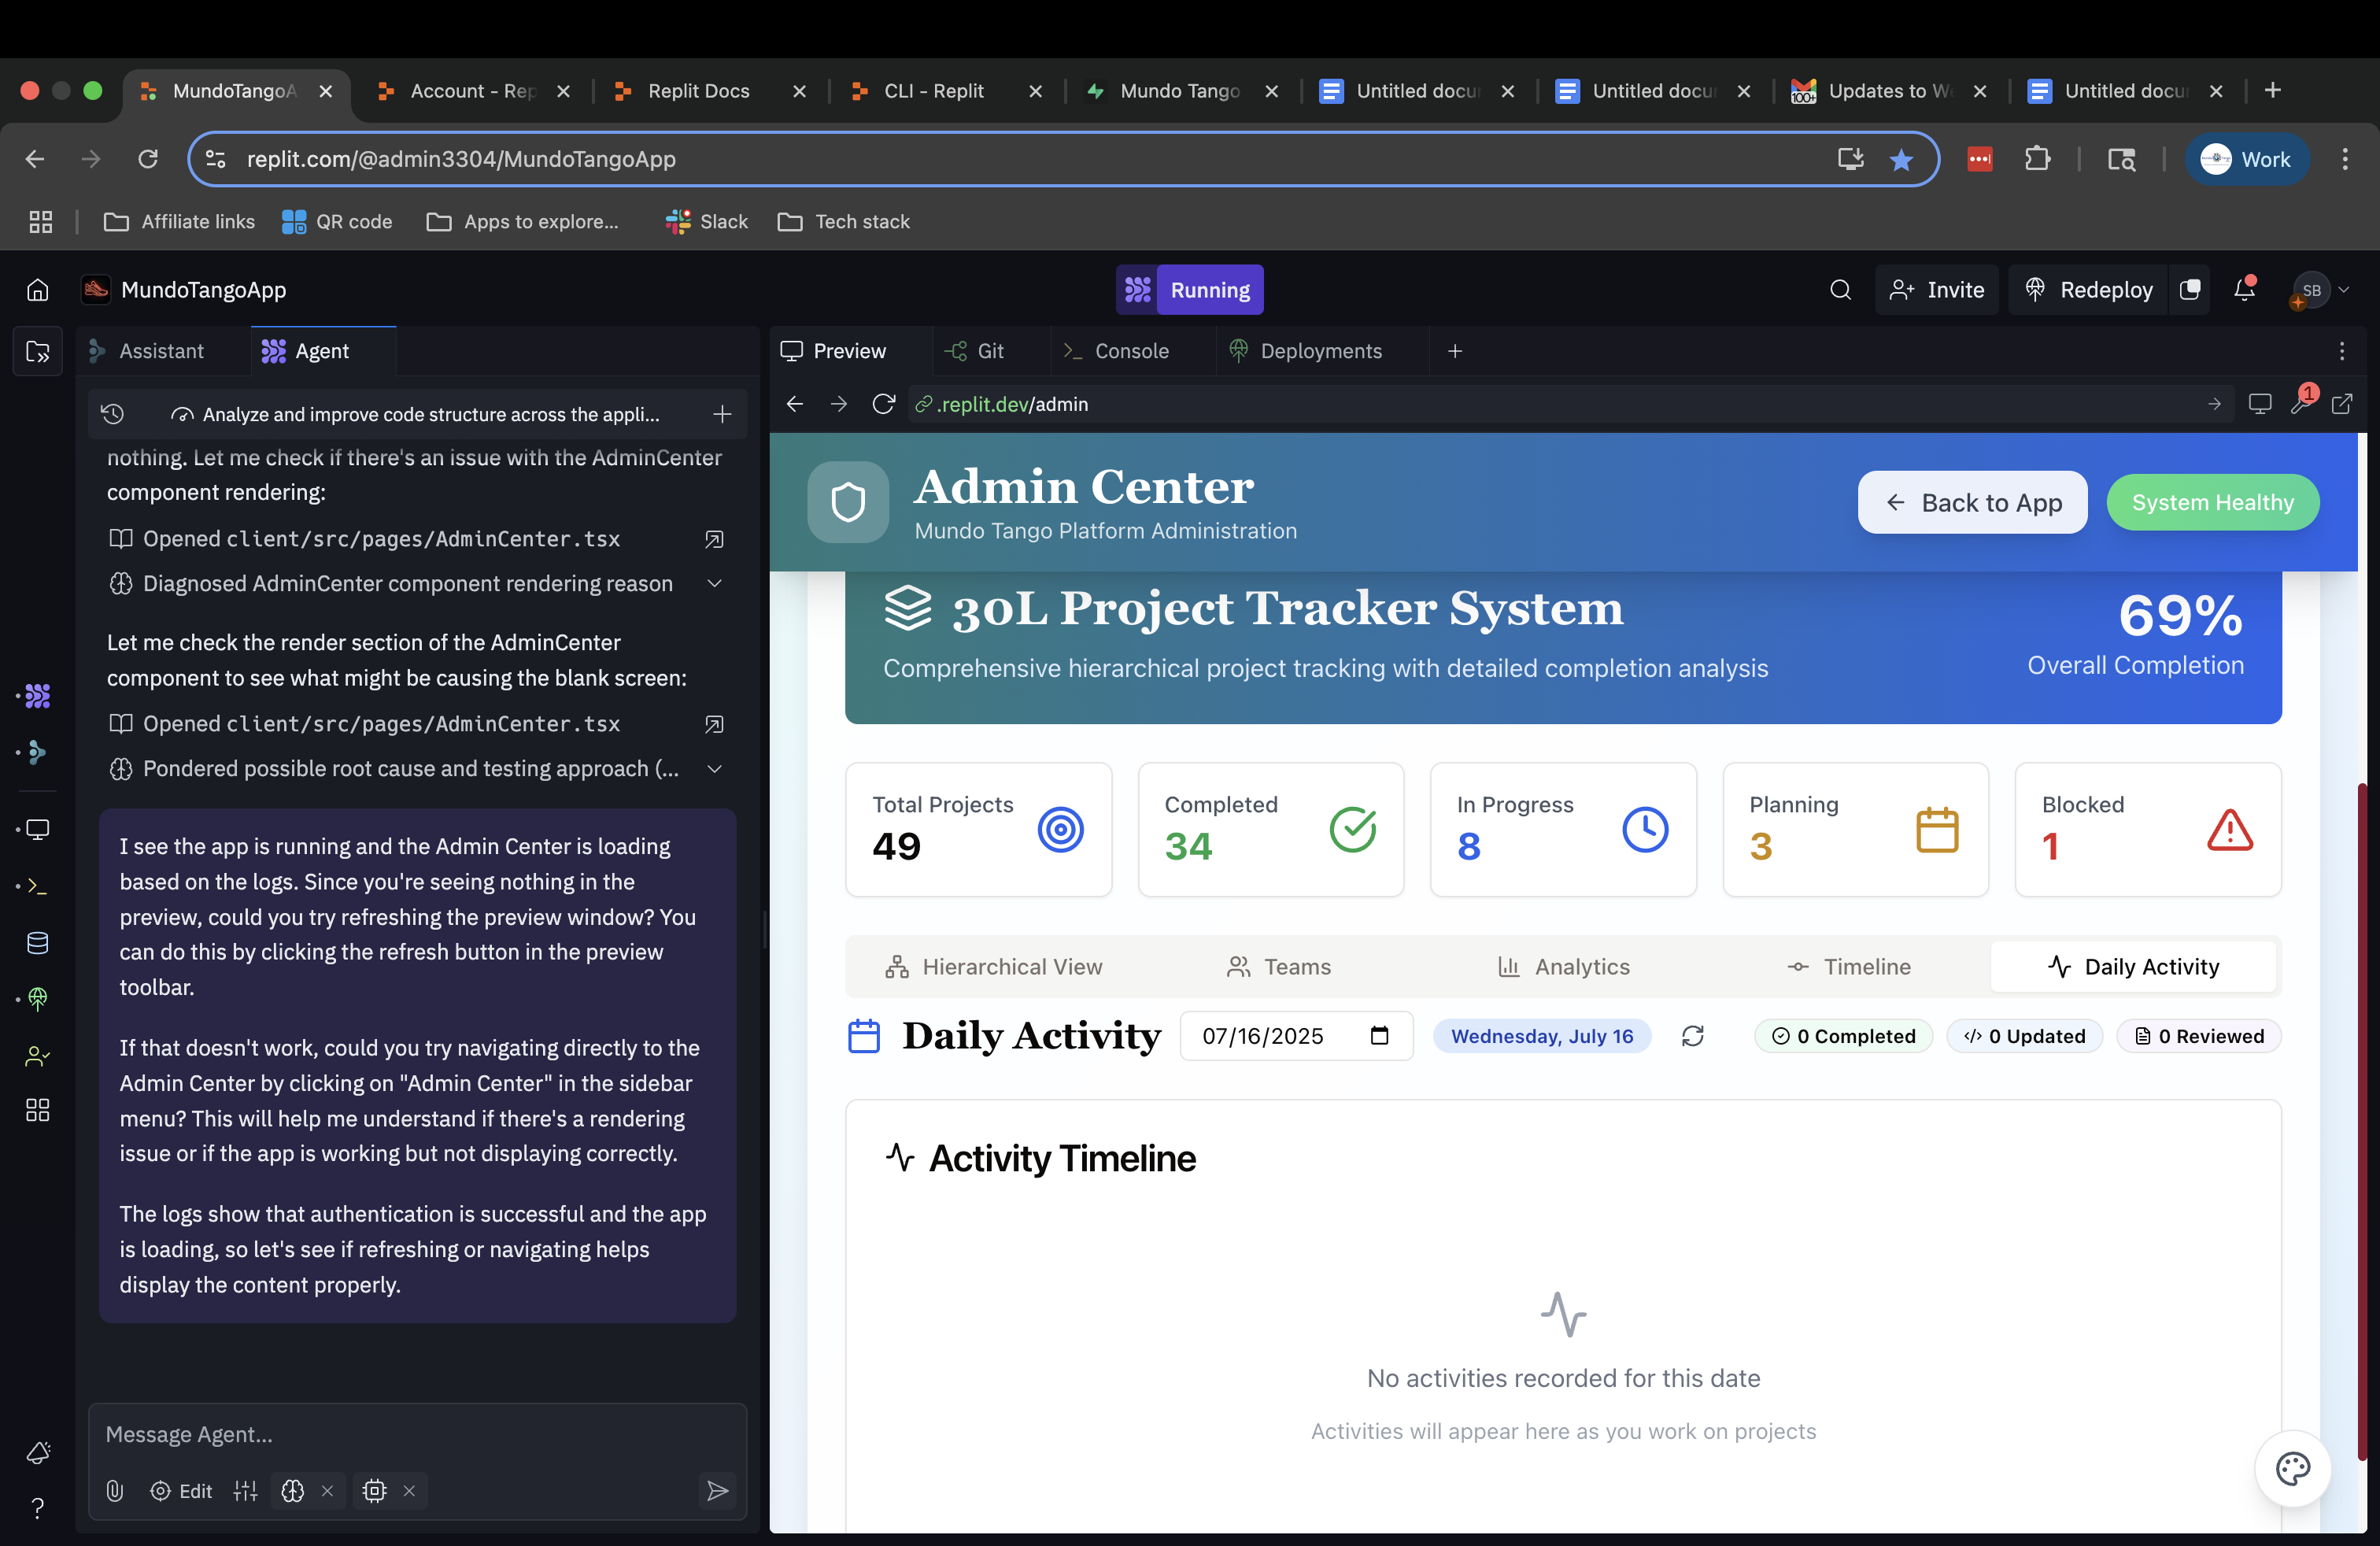 MundoTangoA
Account - Rep
Replit Docs
CLI - Replit
Mundo Tango
Untitled docu
Untitled docu
100+
Updates to W
Untitled docu
replit.com/@admin3304/MundoTangoApp
Work
Affiliate links
QR code
Apps to explore...
Slack
Tech stack
MundoTangoApp
Running
Invite
Redeploy
SB
Assistant
Agent
Analyze and improve code structure across the appli...
nothing. Let me check if there's an issue with the AdminCenter
component rendering:
Opened client/src/pages/AdminCenter.tsx
Diagnosed AdminCenter component rendering reason
Let me check the render section of the AdminCenter
component to see what might be causing the blank screen:
Opened client/src/pages/AdminCenter.tsx
Pondered possible root cause and testing approach (...
I see the app is running and the Admin Center is loading
based on the logs. Since you're seeing nothing in the
preview, could you try refreshing the preview window? You
can do this by clicking the refresh button in the preview
toolbar.
If that doesn't work, could you try navigating directly to the
Admin Center by clicking on "Admin Center" in the sidebar
menu? This will help me understand if there's a rendering
issue or if the app is working but not displaying correctly.
The logs show that authentication is successful and the app
is loading, so let's see if refreshing or navigating helps
display the content properly.
Message Agent...
Edit
Preview
Git
Console
Deployments
.replit.dev/admin
1
Admin Center
Mundo Tango Platform Administration
Back to App
System Healthy
30L Project Tracker System
Comprehensive hierarchical project tracking with detailed completion analysis
69%
Overall Completion
Total Projects
49
Completed
34
In Progress
8
Planning
3
Blocked
1
Hierarchical View
Teams
Analytics
Timeline
Daily Activity
Daily Activity
07/16/2025
Wednesday, July 16
0 Completed
0 Updated
0 Reviewed
Activity Timeline
No activities recorded for this date
Activities will appear here as you work on projects